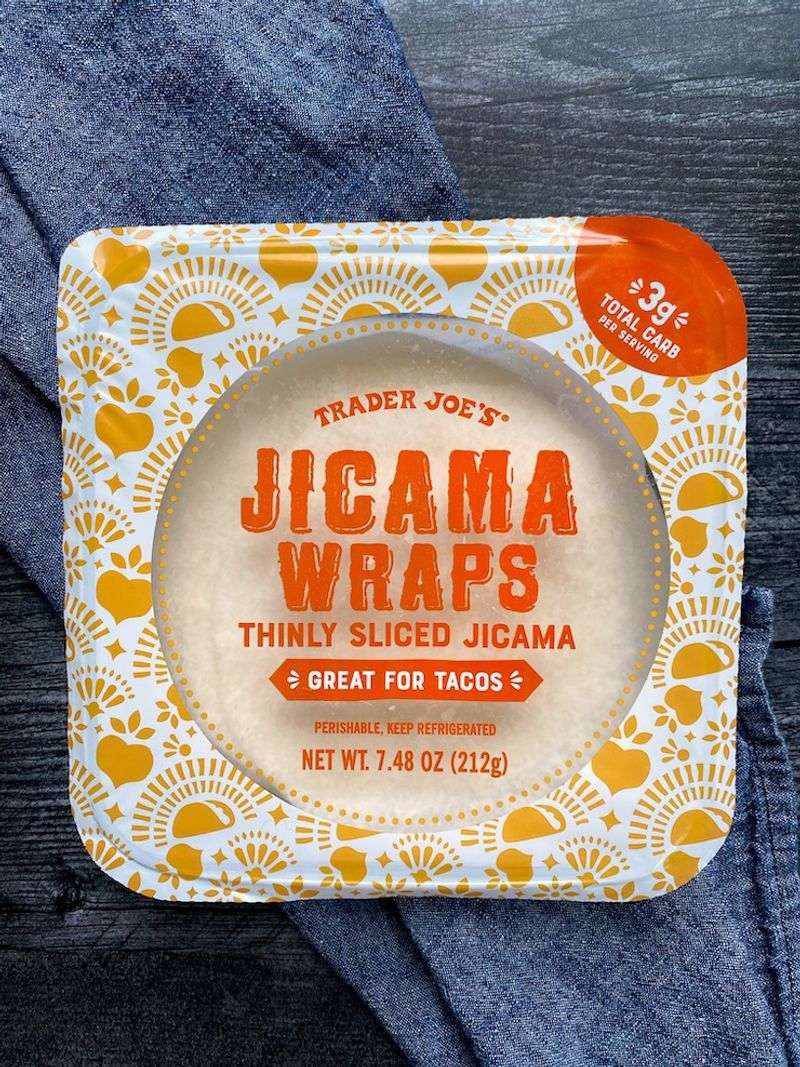 3g
TOTAL CARB
PER SERVING
TRADER JOE'S®
JICAMA
WRAPS
THINLY SLICED JICAMA
GREAT FOR TACOS
PERISHABLE, KEEP REFRIGERATED
NET WT. 7.48 OZ (212g)